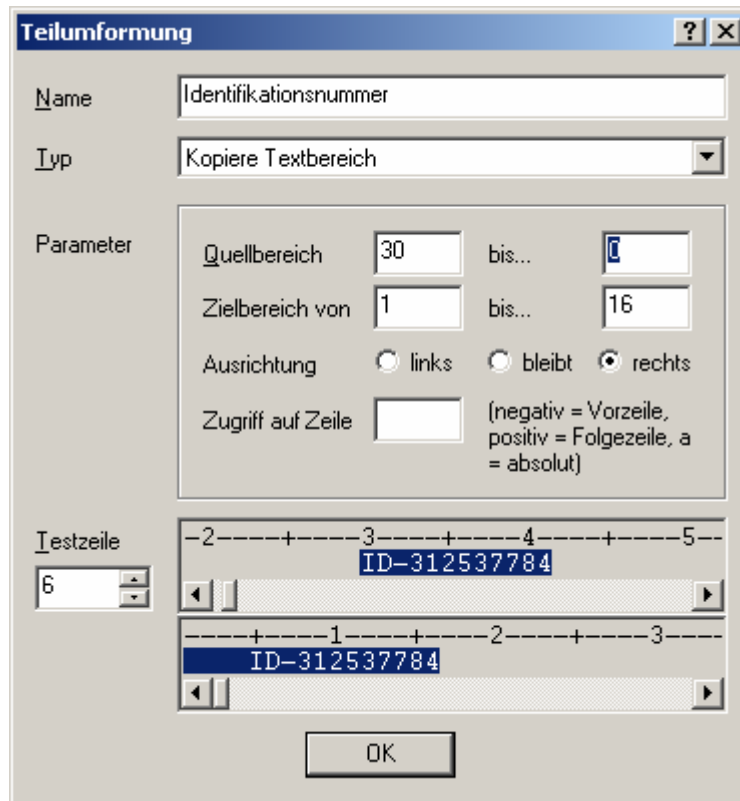 Teilumformung
Name Identifikationsnummer
Typ Kopiere Textbereich
Parameter
Quellbereich 30 bis... 0
Zielbereich von 1 bis... 16
Ausrichtung links bleibt rechts
Zugriff auf Zeile (negativ = Vorzeile,
positiv = Folgezeile, a
= absolut)
Testzeile
6
-2----+----3----+----4----+----5--
ID-312537784
----+----1----+----2----+----3----
ID-312537784
OK